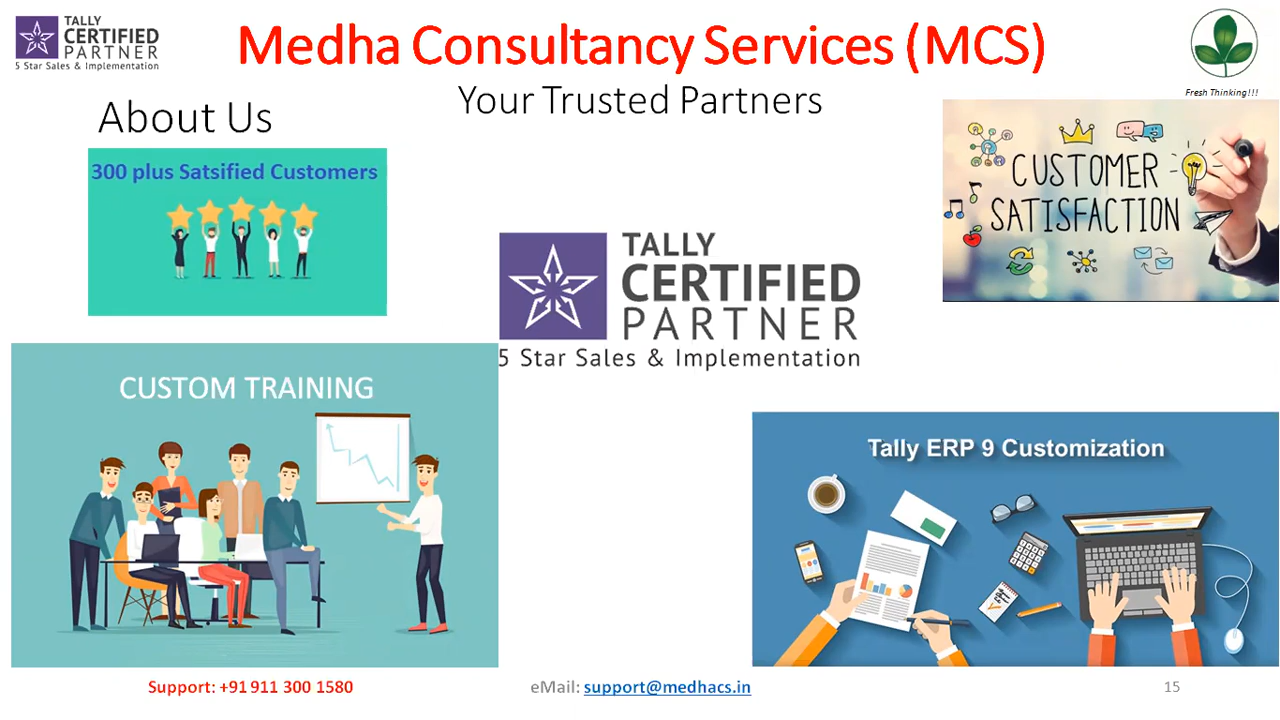 TALLY
CERTIFIED
PARTNER
5 Star Sales & Implementation
Medha Consultancy Services (MCS)
Your Trusted Partners
Fresh Thinking!!!
About Us
300 plus Satsified Customers
CUSTOMER
SATISFACTION
TALLY
CERTIFIED
PARTNER
5 Star Sales & Implementation
CUSTOM TRAINING
Tally ERP 9 Customization
Support: +91 911 300 1580
eMail: support@medhacs.in
15